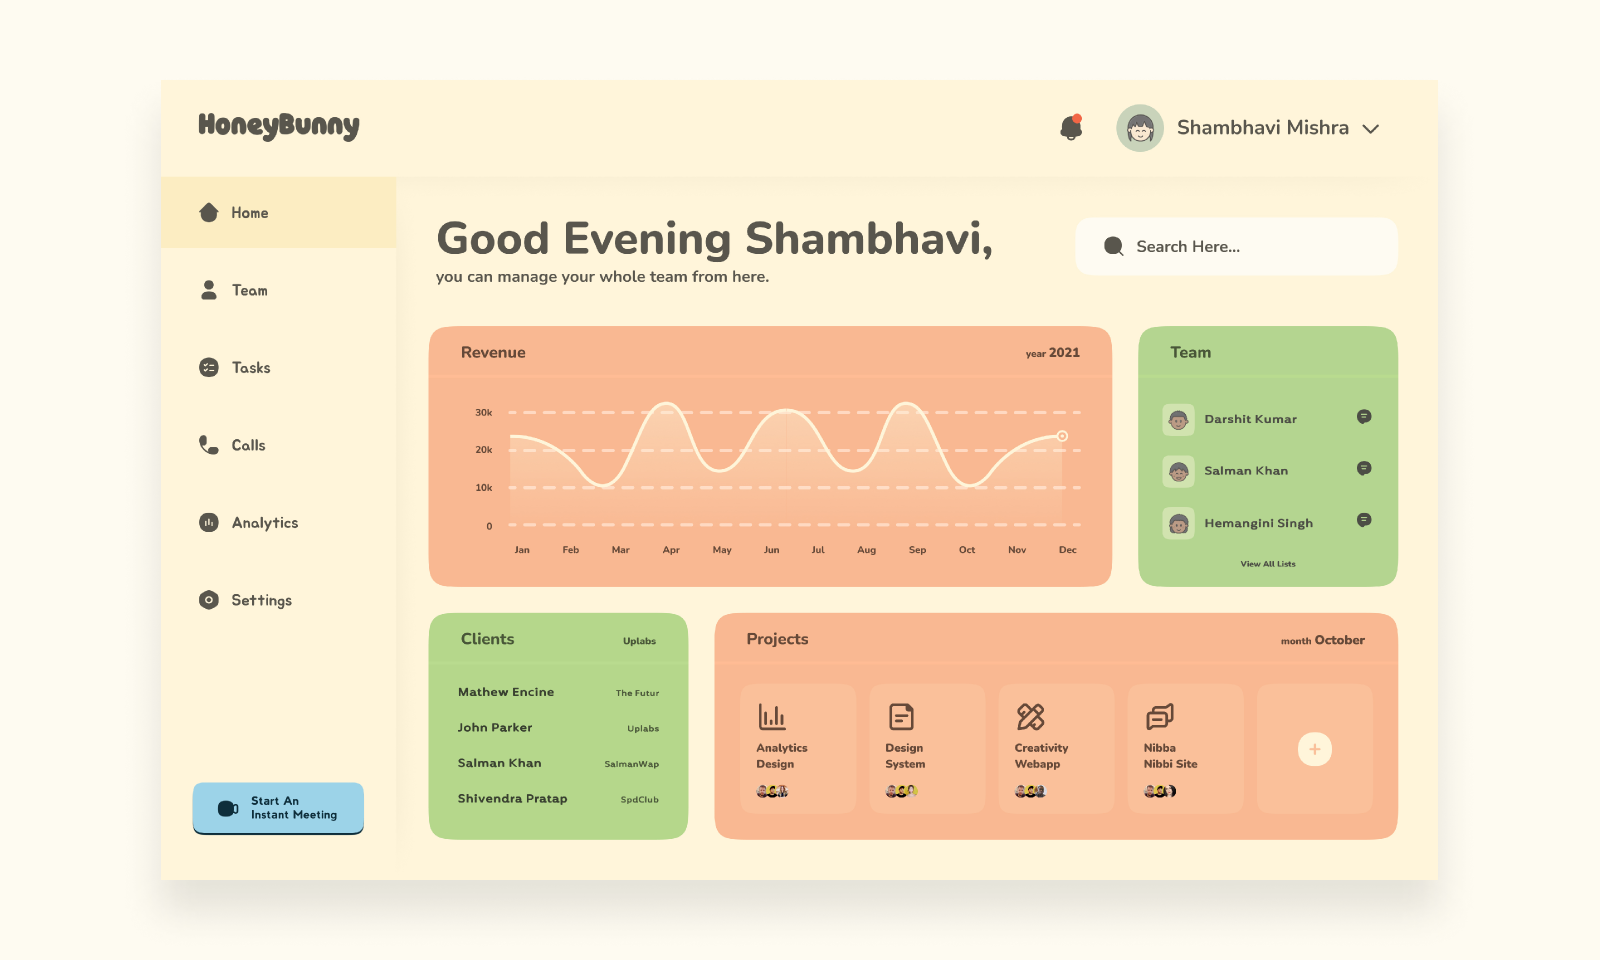 HoneyBunny
Shambhavi Mishra
Home
Team
Tasks
Calls
Analytics
Settings
Start An
Instant Meeting
Good Evening Shambhavi,
you can manage your whole team from here.
Search Here...
Revenue
year 2021
30k
20k
10k
0
Jan Feb Mar Apr May Jun Jul Aug Sep Oct Nov Dec
Team
Darshit Kumar
Salman Khan
Hemangini Singh
View All Lists
Clients Uplabs
Mathew Encine The Futur
John Parker Uplabs
Salman Khan SalmanWap
Shivendra Pratap SpdClub
Projects
month October
Analytics
Design
Design
System
Creativity
Webapp
Nibba
Nibbi Site